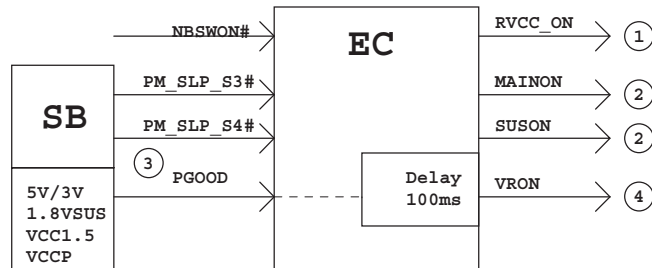 NBSWON#
EC
RVCC_ON
1
SB
PM_SLP_S3#
MAINON
2
PM_SLP_S4#
SUSON
2
3
PGOOD
Delay
100ms
VRON
4
5V/3V
1.8VSUS
VCC1.5
VCCP